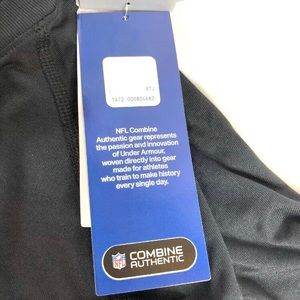 NFL Combine
Authentic gear represents
the passion and innovation
of Under Armour,
woven directly into gear
made for athletes
who train to make history
every single day.
NFL
COMBINE
AUTHENTIC